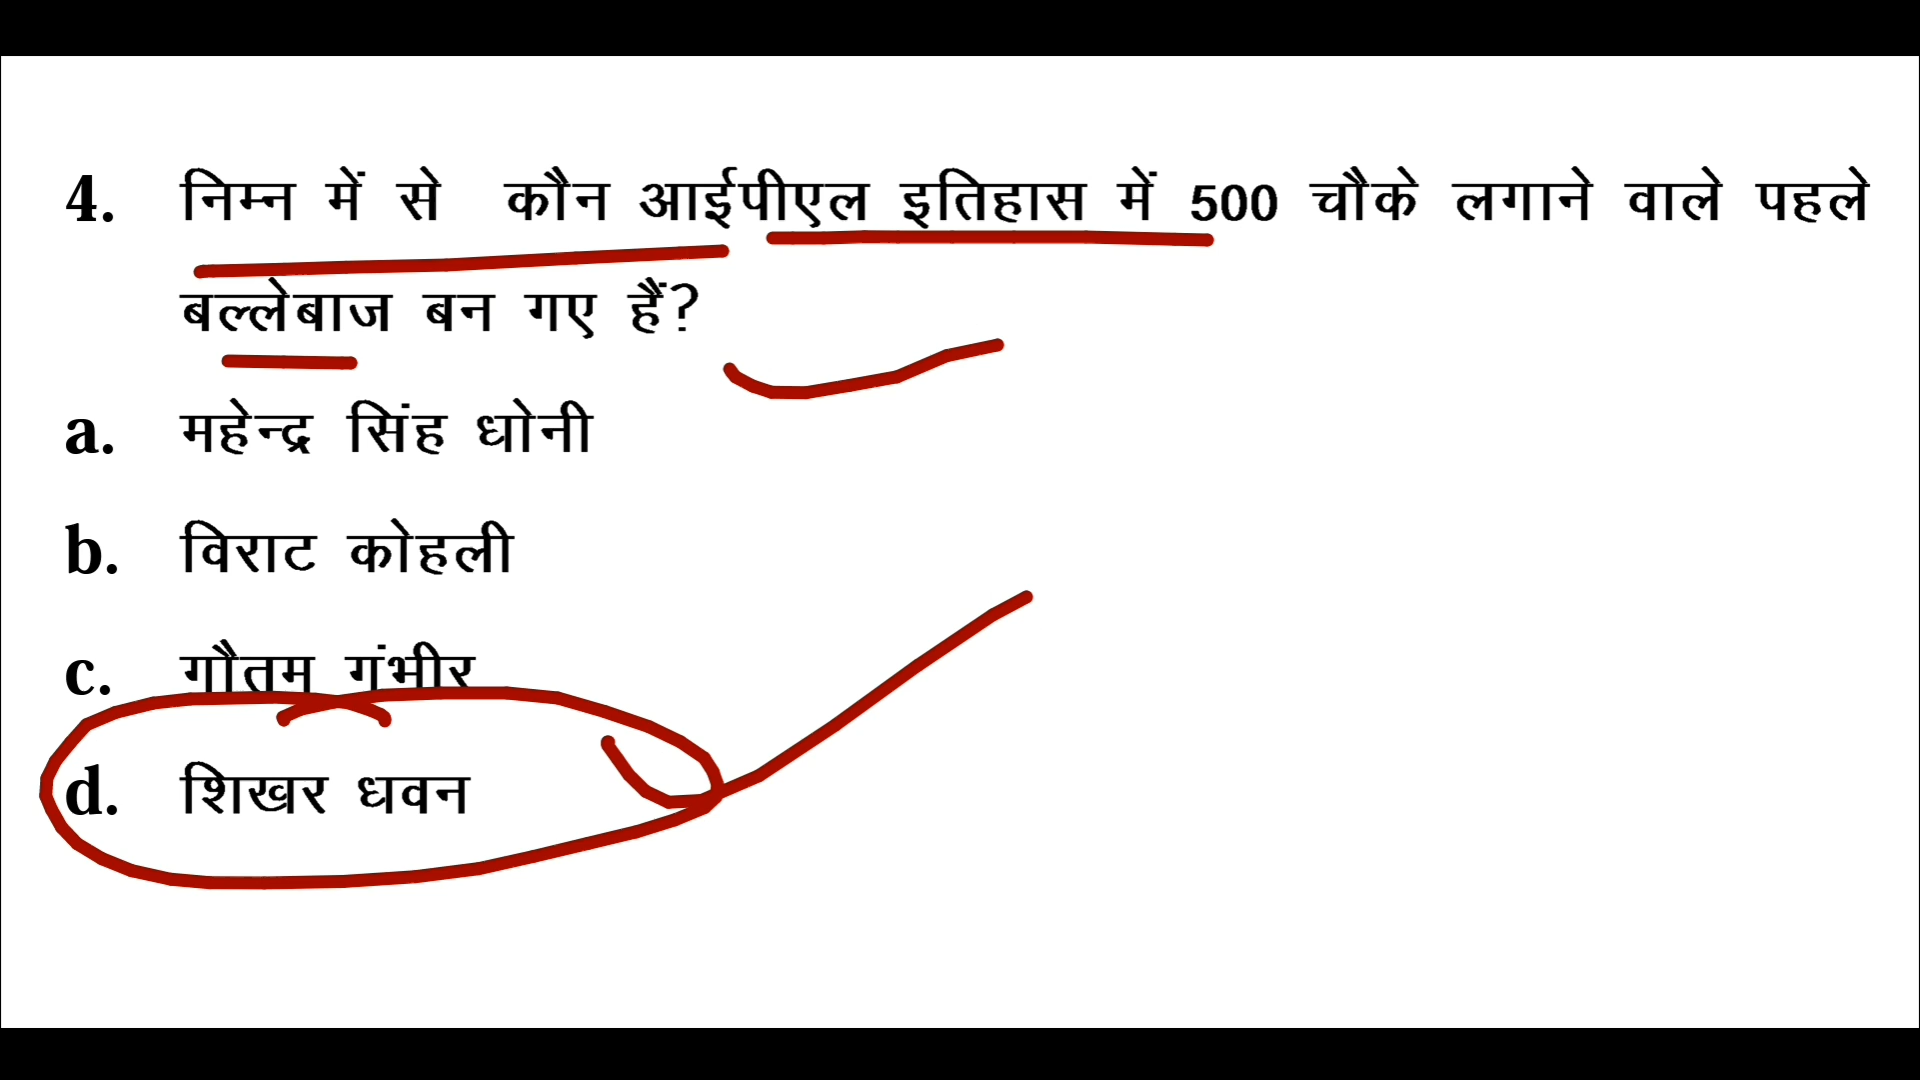 4. निम्न में से कौन आईपीएल इतिहास में 500 चौके लगाने वाले पहले
बल्लेबाज बन गए हैं?
a. महेन्द्र सिंह धोनी
b. विराट कोहली
c. गौतम गंभीर
d. शिखर धवन